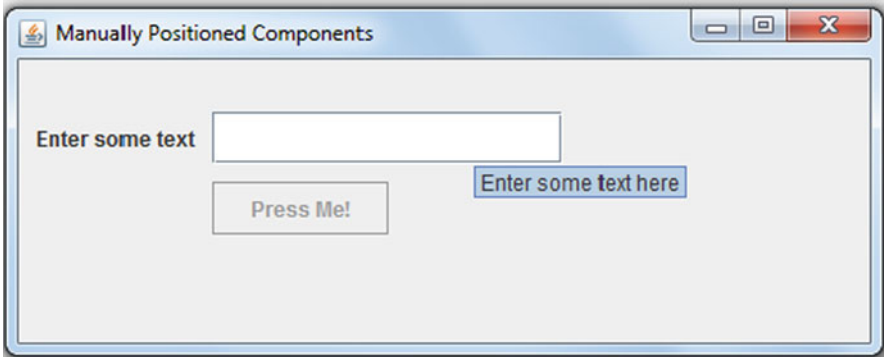 Manually Positioned Components
Enter some text
Enter some text here
Press Me!